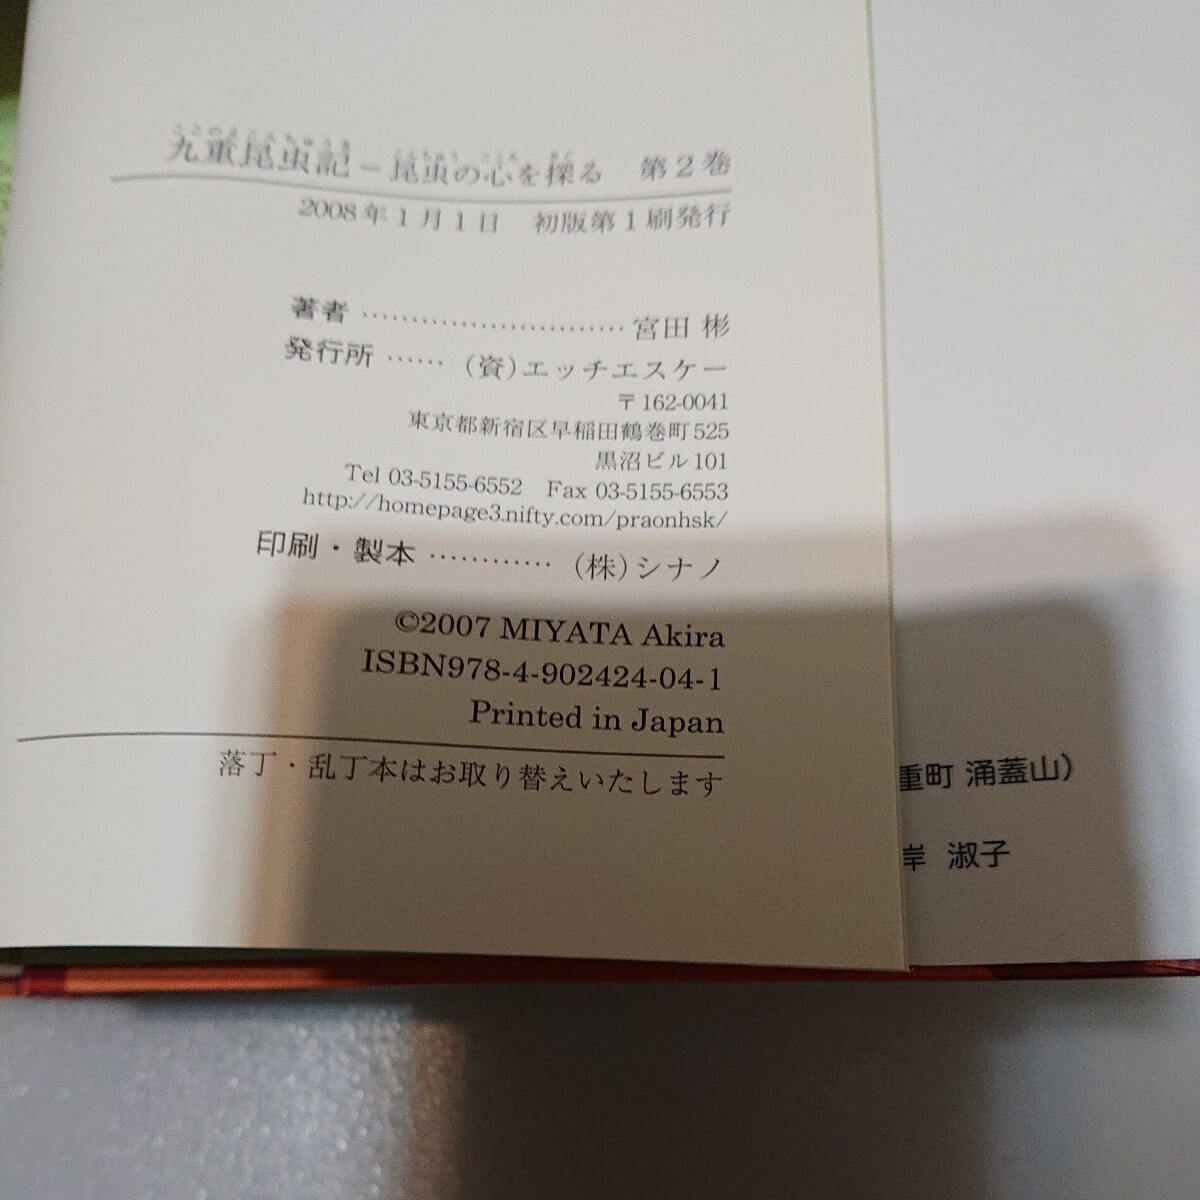 九重昆虫記－昆虫の心を探る 第2巻
2008年1月1日 初版第1刷発行
著者 ………………………… 宮田 彬
発行所 …… (資)エッチエスケー
〒162-0041
東京都新宿区早稲田鶴巻町525
黒沼ビル101
Tel 03-5155-6552 Fax 03-5155-6553
http://homepage3.nifty.com/praonhsk/
印刷・製本 ………… (株)シナノ
©2007 MIYATA Akira
ISBN978-4-902424-04-1
Printed in Japan
落丁・乱丁本はお取り替えいたします
重町 涌蓋山)
岸 淑子